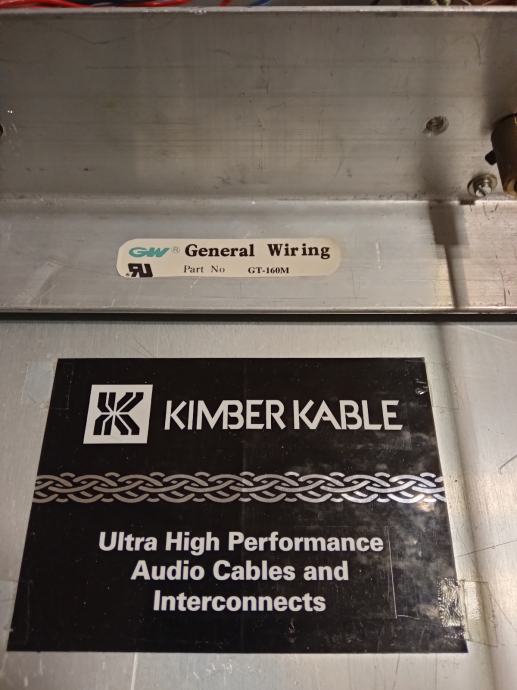 GW® General Wiring
Part No GT-160M
KIMBER KABLE
Ultra High Performance
Audio Cables and
Interconnects